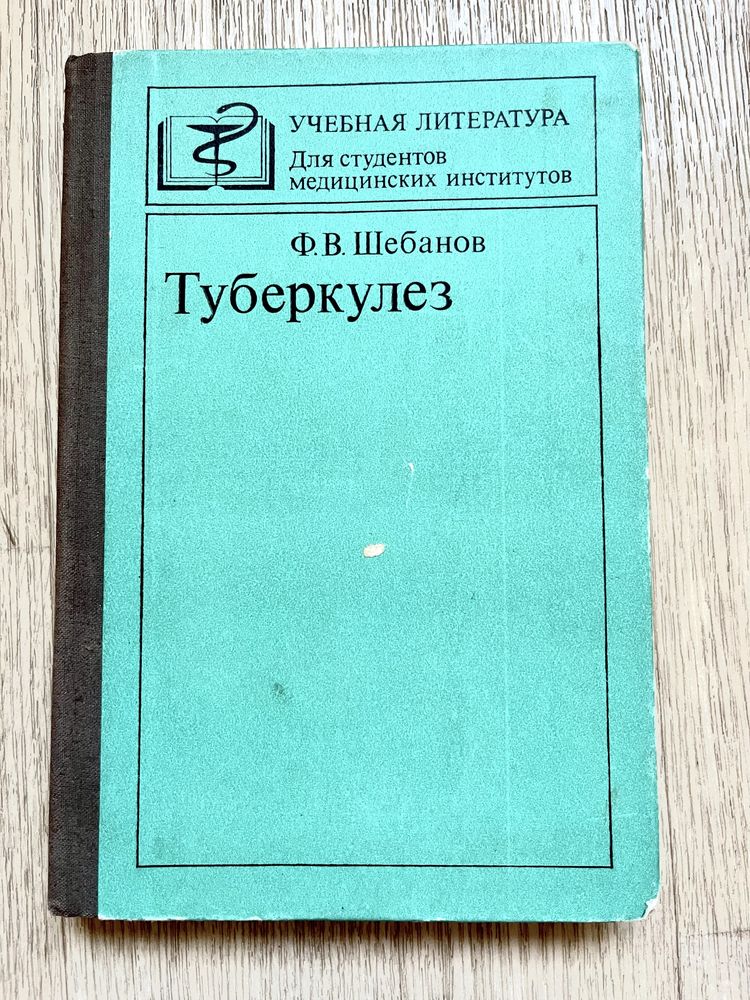 УЧЕБНАЯ ЛИТЕРАТУРА
Для студентов
медицинских институтов
Ф.В. Шебанов
Туберкулез